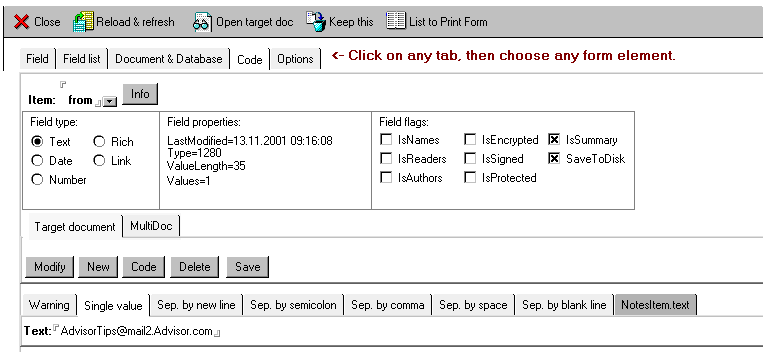 Close Reload & refresh Open target doc Keep this List to Print Form
Field Field list Document & Database Code Options <- Click on any tab, then choose any form element.
Item: from Info
Field type: Field properties: Field flags:
Text Rich LastModified=13.11.2001 09:16:08 IsNames IsEncrypted IsSummary
Date Link Type=1280 IsReaders IsSigned SaveToDisk
Number ValueLength=35 IsAuthors IsProtected
Values=1
Target document MultiDoc
Modify New Code Delete Save
Warning Single value Sep. by new line Sep. by semicolon Sep. by comma Sep. by space Sep. by blank line NotesItem.text
Text: AdvisorTips@mail2.Advisor.com